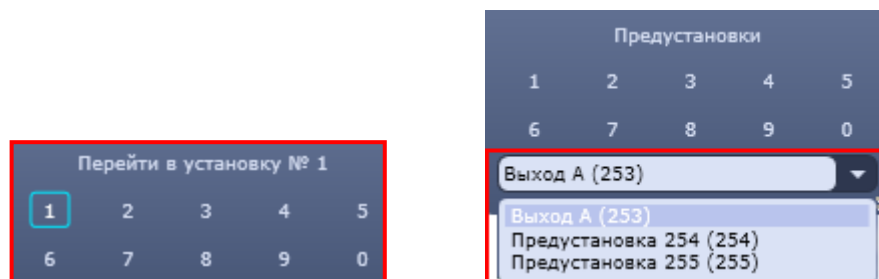 Перейти в установку № 1
1 2 3 4 5
6 7 8 9 0
Предустановки
1 2 3 4 5
6 7 8 9 0
Выход А (253)
Выход А (253)
Предустановка 254 (254)
Предустановка 255 (255)